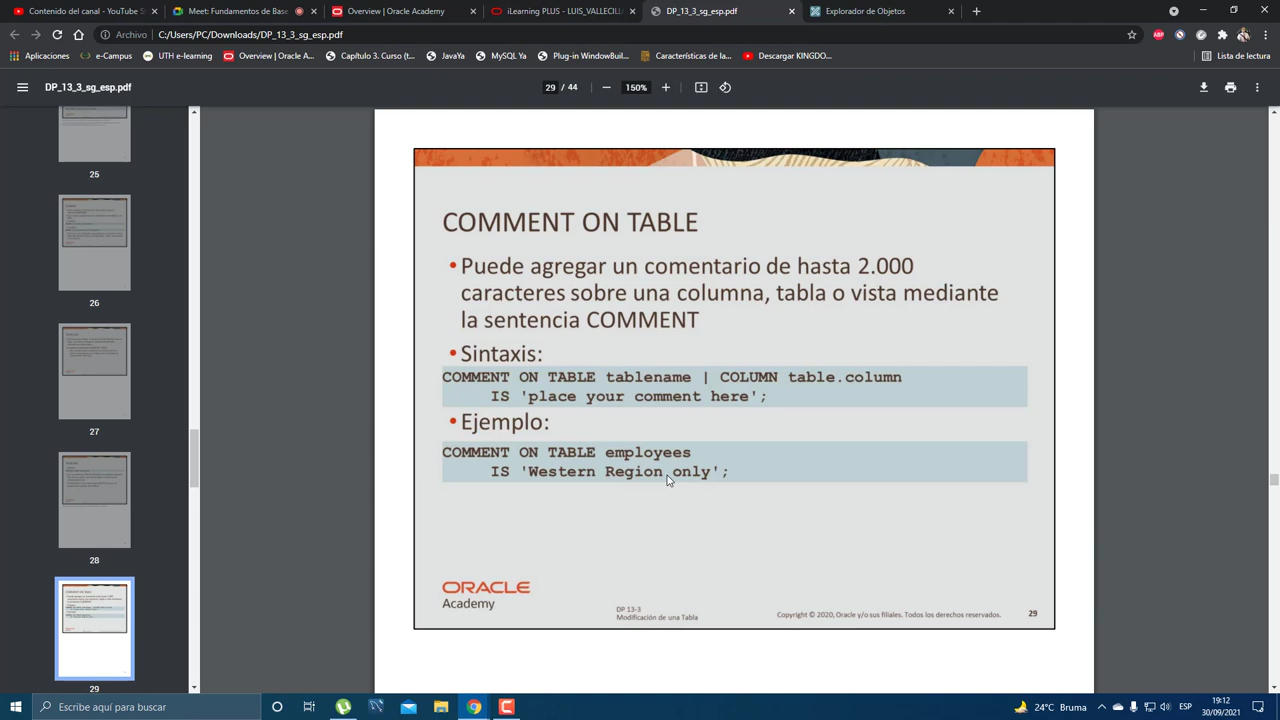 Contenido del canal - YouTube S
Meet: Fundamentos de Base
Overview | Oracle Academy
iLearning PLUS - LUIS_VALLECILL
DP_13_3_sg_esp.pdf
Explorador de Objetos
Archivo | C:/Users/PC/Downloads/DP_13_3_sg_esp.pdf
Aplicaciones
e-Campus
UTH e-learning
Overview | Oracle A...
Capítulo 3. Curso (t...
JavaYa
MySQL Ya
Plug-in WindowBuil...
Características de la...
Descargar KINGDO...
Lista de lectura
DP_13_3_sg_esp.pdf
29 / 44
150%
25
26
27
28
29
COMMENT ON TABLE
• Puede agregar un comentario de hasta 2.000
caracteres sobre una columna, tabla o vista mediante
la sentencia COMMENT
• Sintaxis:
COMMENT ON TABLE tablename | COLUMN table.column
IS 'place your comment here';
• Ejemplo:
COMMENT ON TABLE employees
IS 'Western Region only';
ORACLE
Academy
DP 13-3
Modificación de una Tabla
Copyright © 2020, Oracle y/o sus filiales. Todos los derechos reservados.
29
Escribe aquí para buscar
24°C Bruma
ESP
19:12
30/09/2021